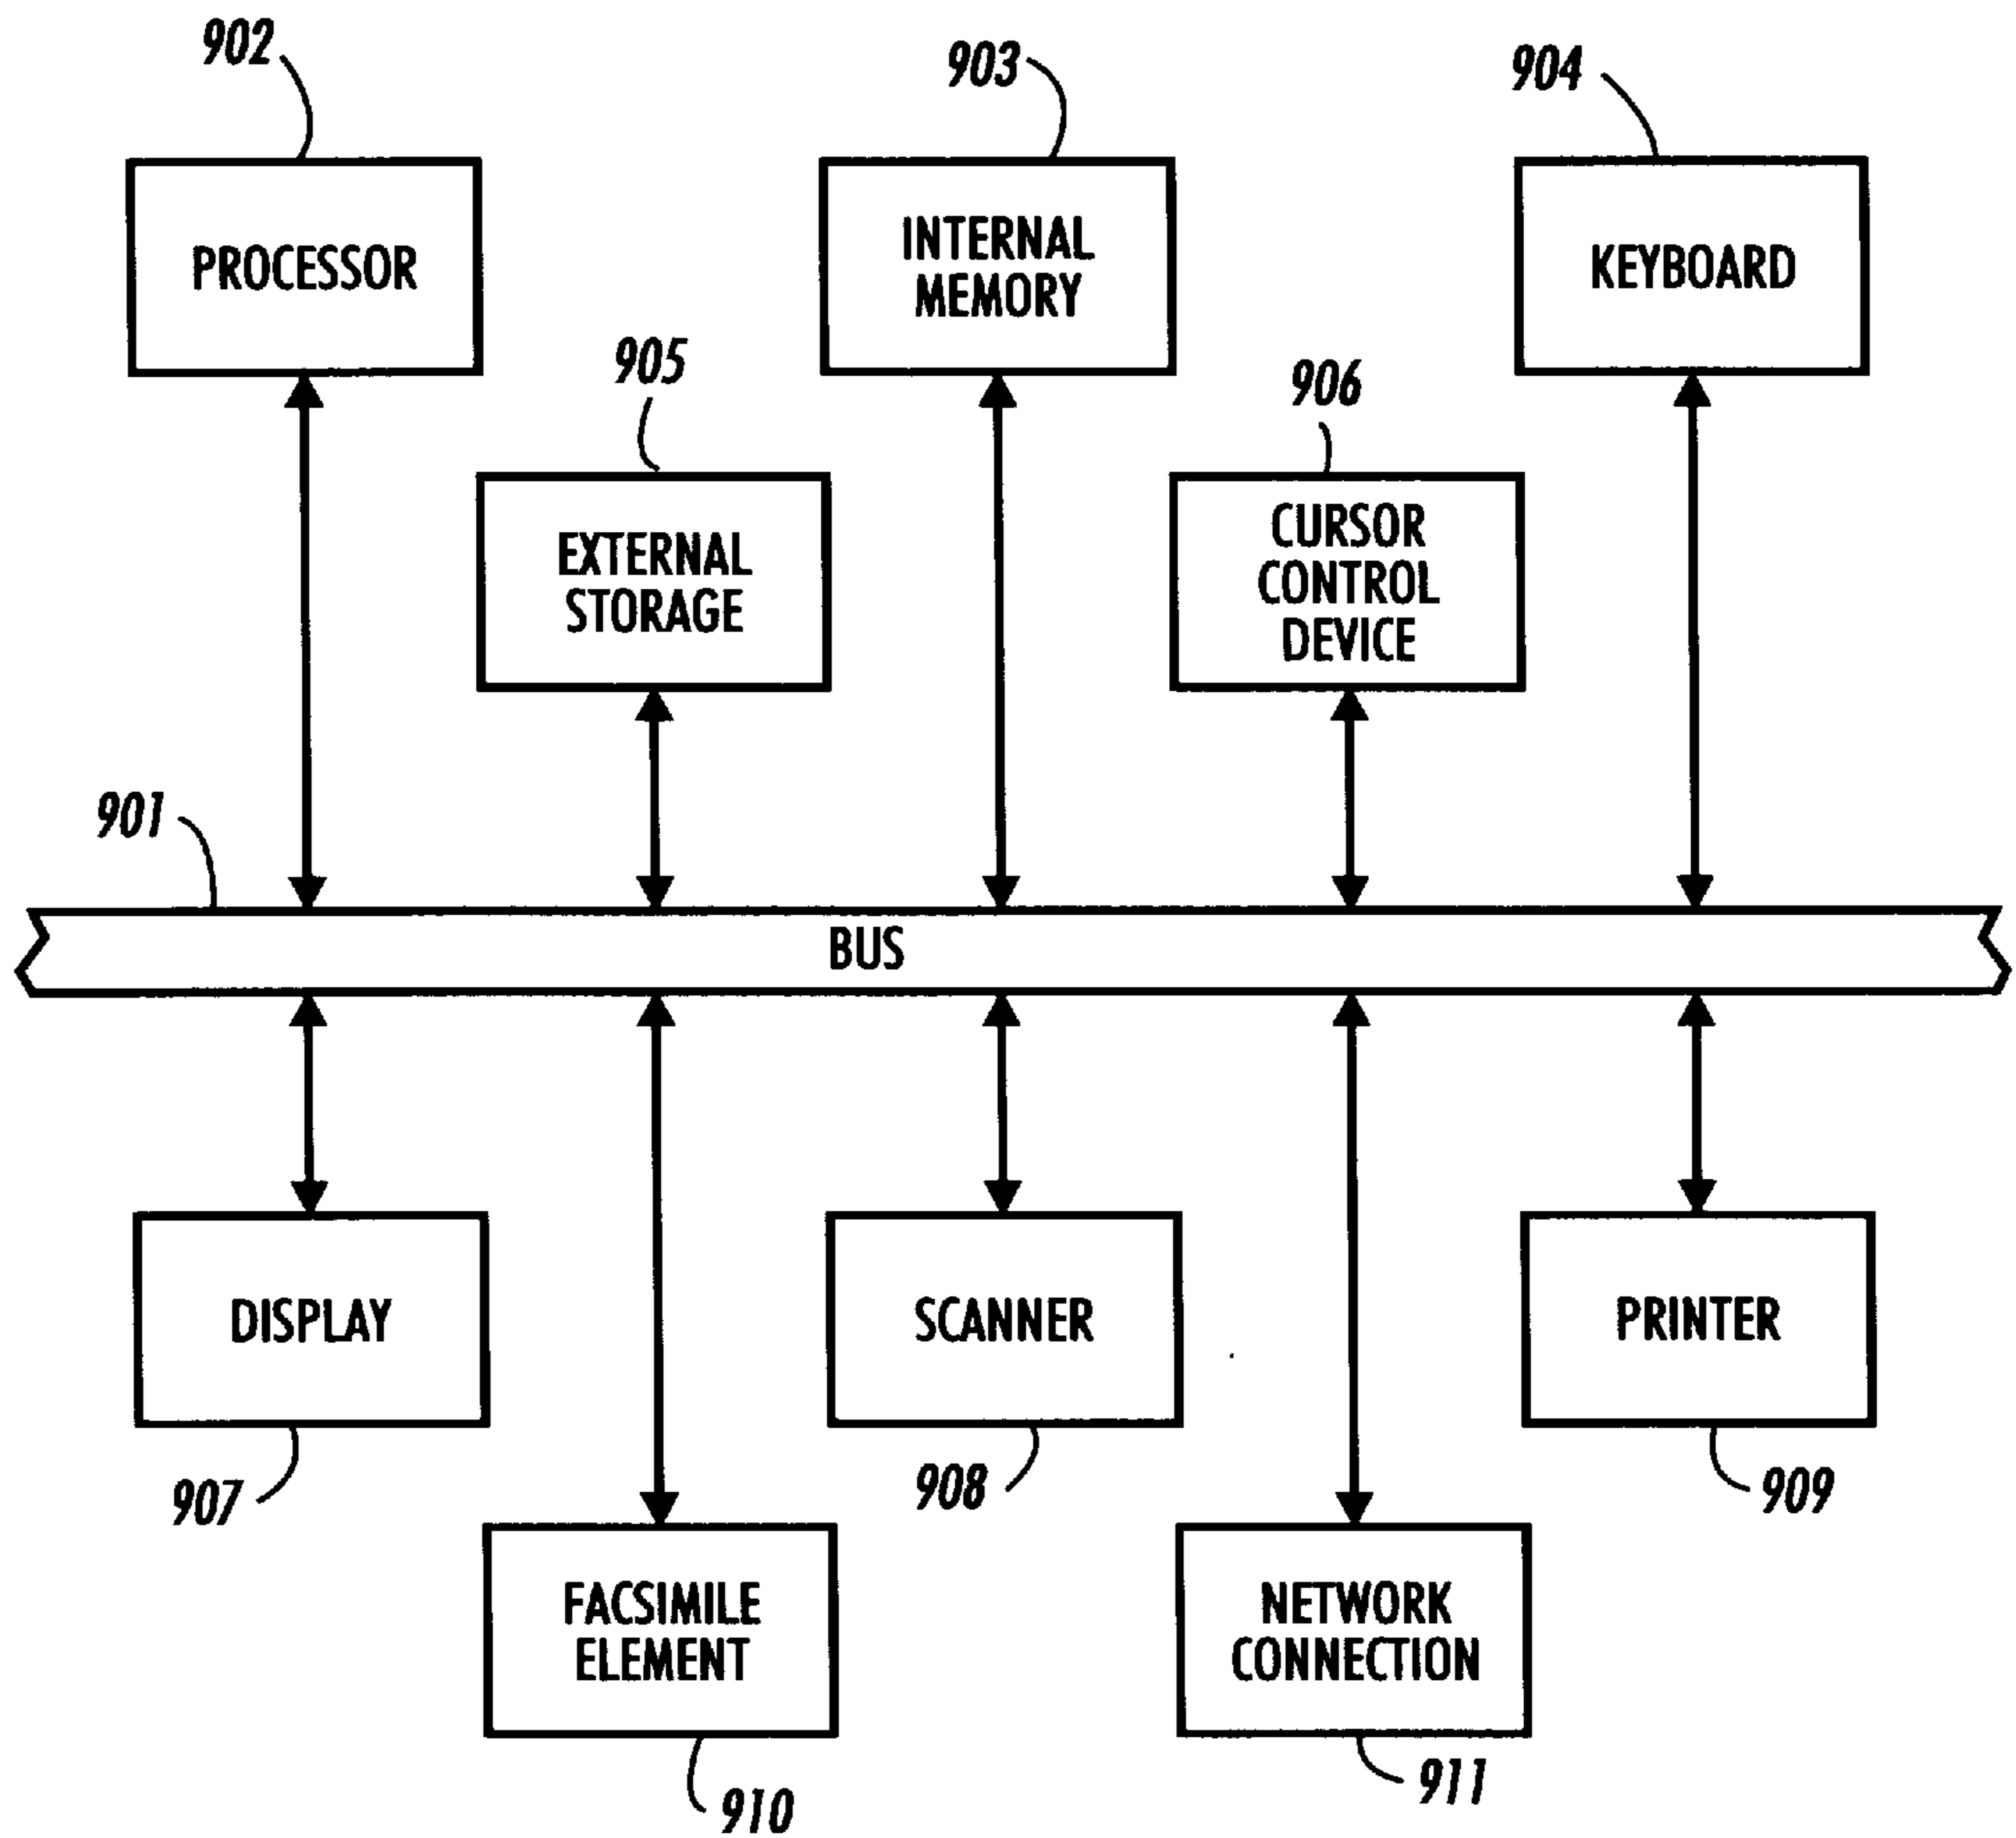 902
903
904
PROCESSOR
INTERNAL
MEMORY
KEYBOARD
905
906
EXTERNAL
STORAGE
CURSOR
CONTROL
DEVICE
901
BUS
DISPLAY
SCANNER
PRINTER
907
908
909
FACSIMILE
ELEMENT
NETWORK
CONNECTION
910
911